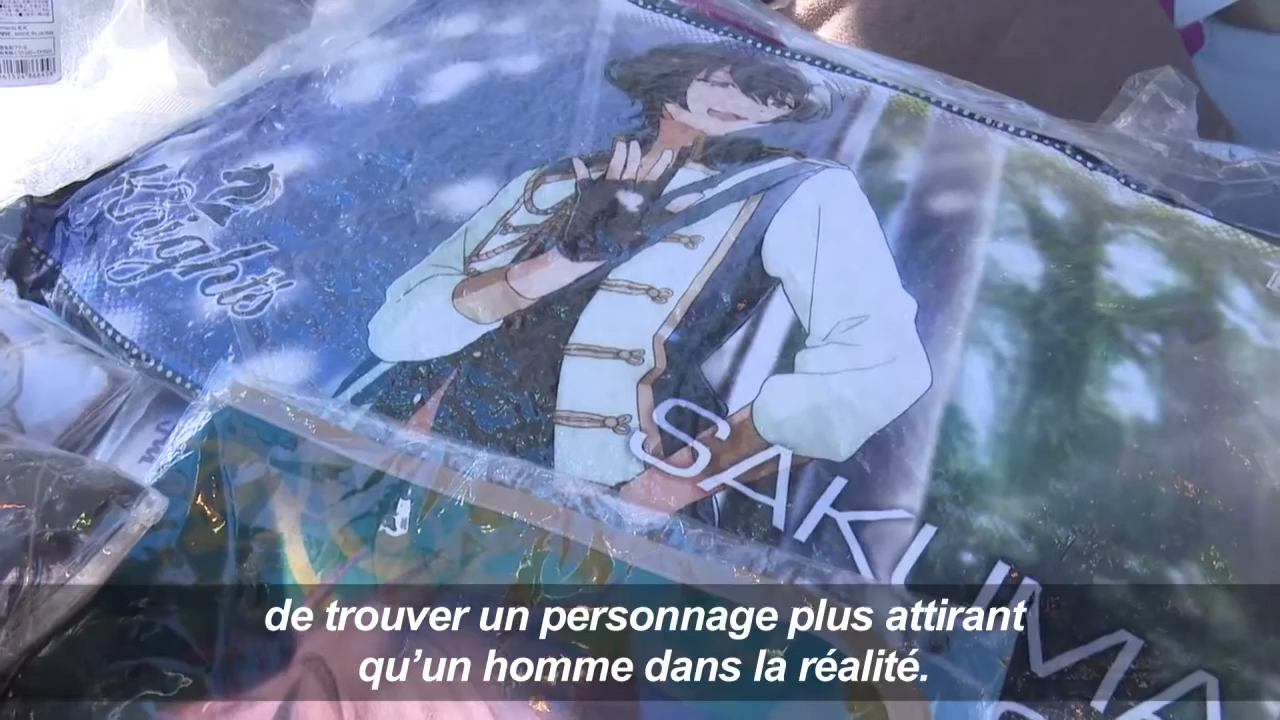 Knights
SAKUMA
de trouver un personnage plus attirant
qu’un homme dans la réalité.